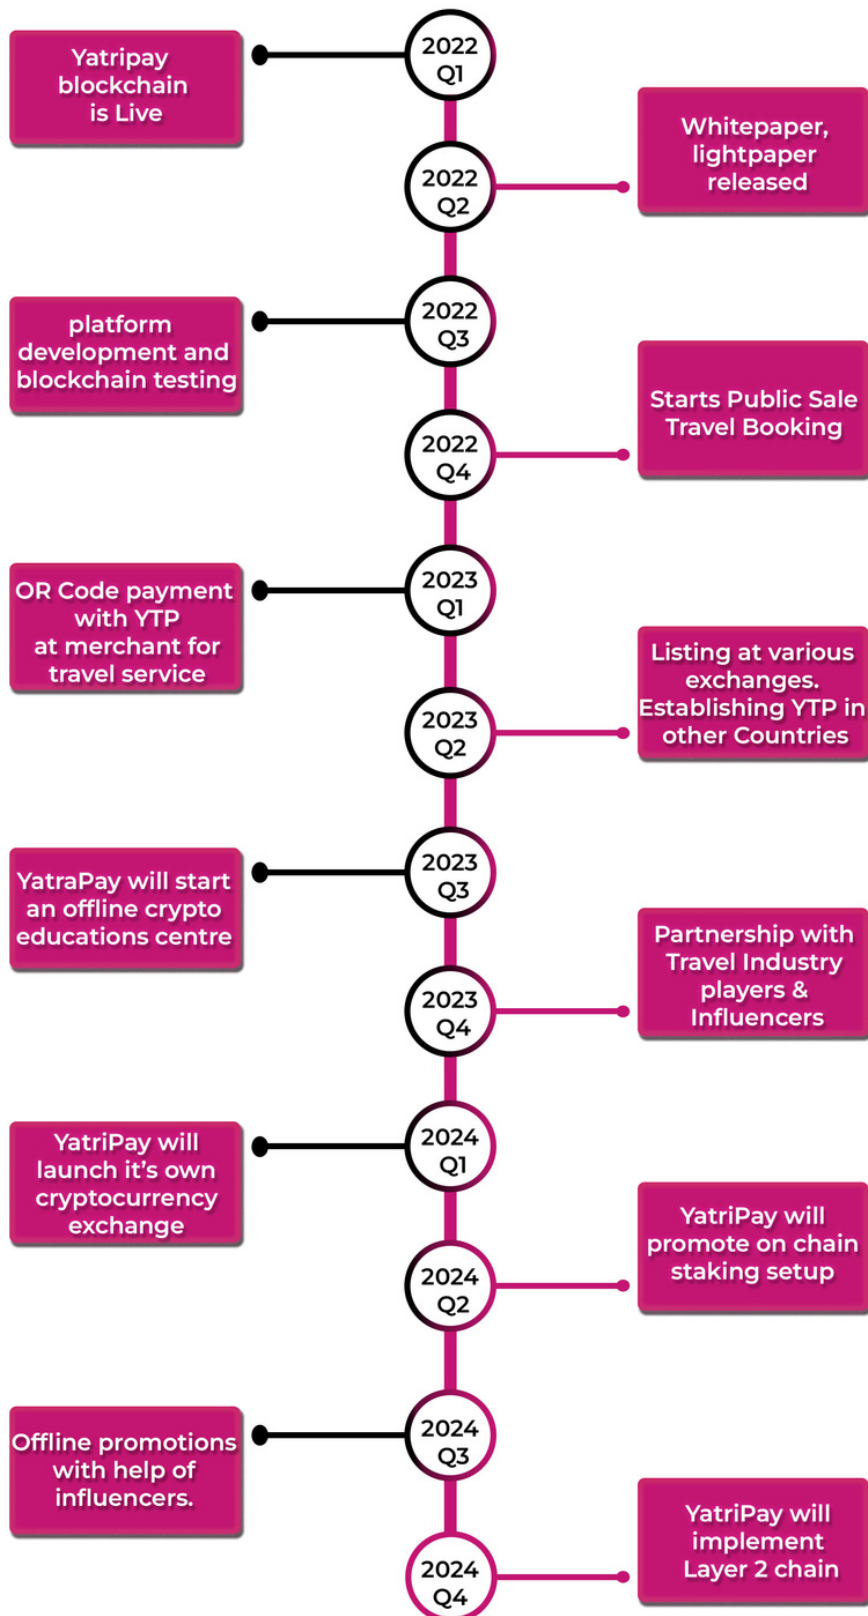 2022
Q1
Yatripay
blockchain
is Live
2022
Q2
Whitepaper,
lightpaper
released
2022
Q3
platform
development and
blockchain testing
2022
Q4
Starts Public Sale
Travel Booking
2023
Q1
OR Code payment
with YTP
at merchant for
travel service
2023
Q2
Listing at various
exchanges.
Establishing YTP in
other Countries
2023
Q3
YatraPay will start
an offline crypto
educations centre
2023
Q4
Partnership with
Travel Industry
players &
Influencers
2024
Q1
YatriPay will
launch it's own
cryptocurrency
exchange
2024
Q2
YatriPay will
promote on chain
staking setup
2024
Q3
Offline promotions
with help of
influencers.
2024
Q4
YatriPay will
implement
Layer 2 chain